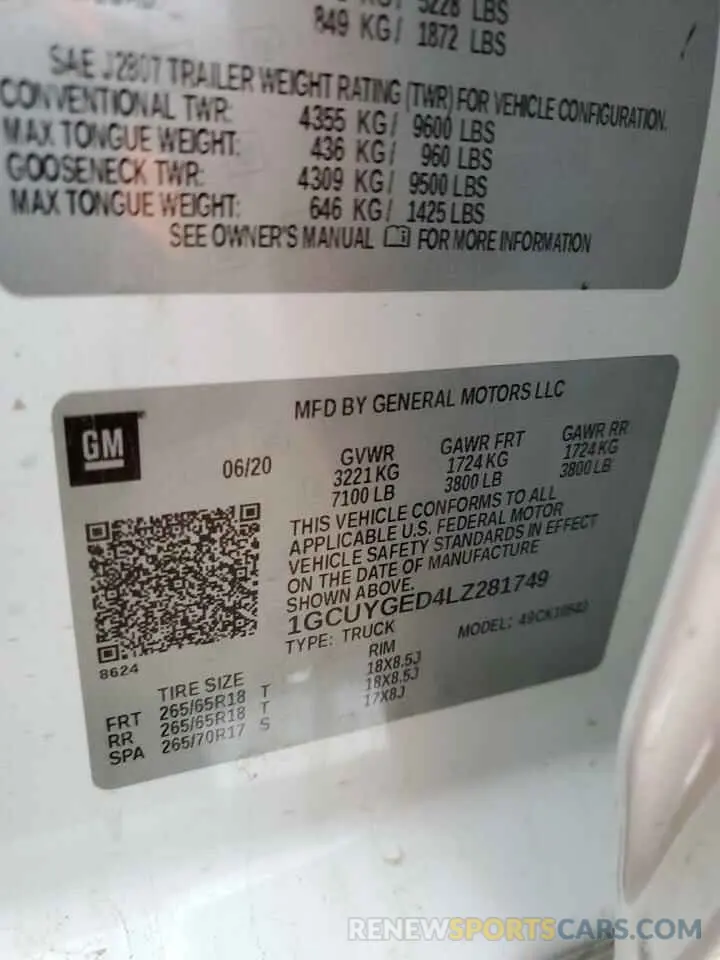 5228 LBS
849 KG/ 1872 LBS
SAE J2807 TRAILER WEIGHT RATING (TWR) FOR VEHICLE CONFIGURATION.
CONVENTIONAL TWR: 4355 KG/ 9600 LBS
MAX TONGUE WEIGHT: 436 KG/ 960 LBS
GOOSENECK TWR: 4309 KG/ 9500 LBS
MAX TONGUE WEIGHT: 646 KG/ 1425 LBS
SEE OWNER'S MANUAL FOR MORE INFORMATION
MFD BY GENERAL MOTORS LLC
GM
06/20 GVWR GAWR FRT GAWR RR
3221 KG 1724 KG 1724 KG
7100 LB 3800 LB 3800 LB
THIS VEHICLE CONFORMS TO ALL
APPLICABLE U.S. FEDERAL MOTOR
VEHICLE SAFETY STANDARDS IN EFFECT
ON THE DATE OF MANUFACTURE
SHOWN ABOVE.
1GCUYGED4LZ281749
TYPE: TRUCK MODEL:
8624
TIRE SIZE RIM
FRT 265/65R18 T 18X8.5J
RR 265/65R18 T 18X8.5J
SPA 265/70R17 S 17X8J
RENEWSPORTSCARS.COM